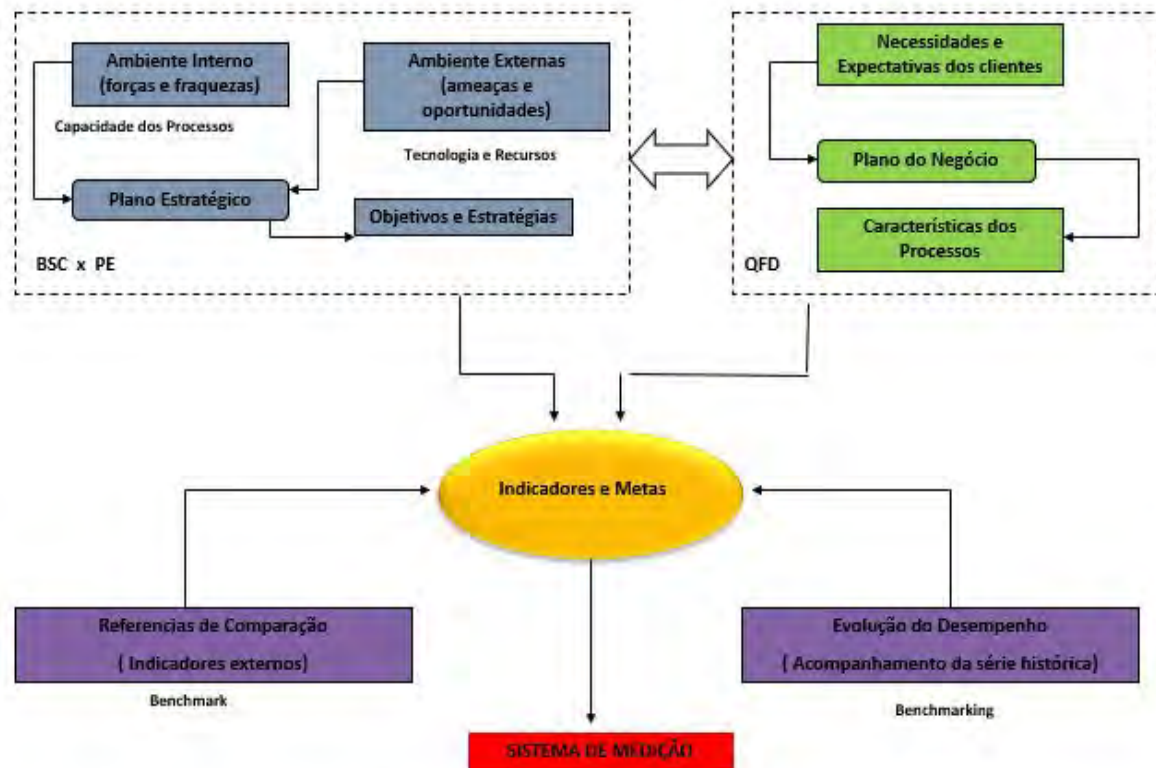 Ambiente Interno
(forças e fraquezas)
Capacidade dos Processos
Ambiente Externas
(ameaças e
oportunidades)
Tecnologia e Recursos
Plano Estratégico
Objetivos e Estratégias
BSC x PE
Necessidades e
Expectativas dos clientes
Plano do Negócio
Características dos
Processos
QFD
Indicadores e Metas
Referencias de Comparação
( Indicadores externos)
Benchmark
Evolução do Desempenho
( Acompanhamento da série histórica)
Benchmarking
SISTEMA DE MEDIÇÃO